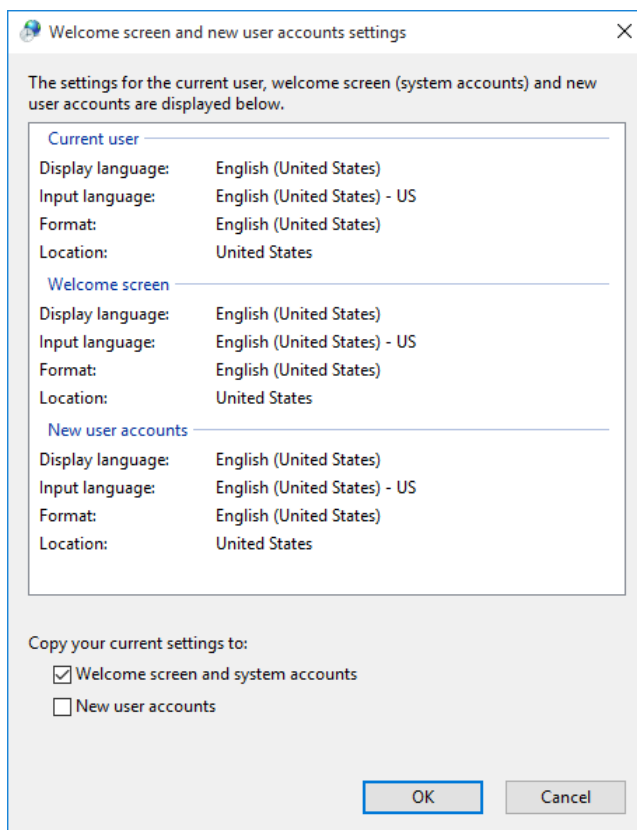 Welcome screen and new user accounts settings
The settings for the current user, welcome screen (system accounts) and new
user accounts are displayed below.
Current user
Display language: English (United States)
Input language: English (United States) - US
Format: English (United States)
Location: United States
Welcome screen
Display language: English (United States)
Input language: English (United States) - US
Format: English (United States)
Location: United States
New user accounts
Display language: English (United States)
Input language: English (United States) - US
Format: English (United States)
Location: United States
Copy your current settings to:
Welcome screen and system accounts
New user accounts
OK Cancel